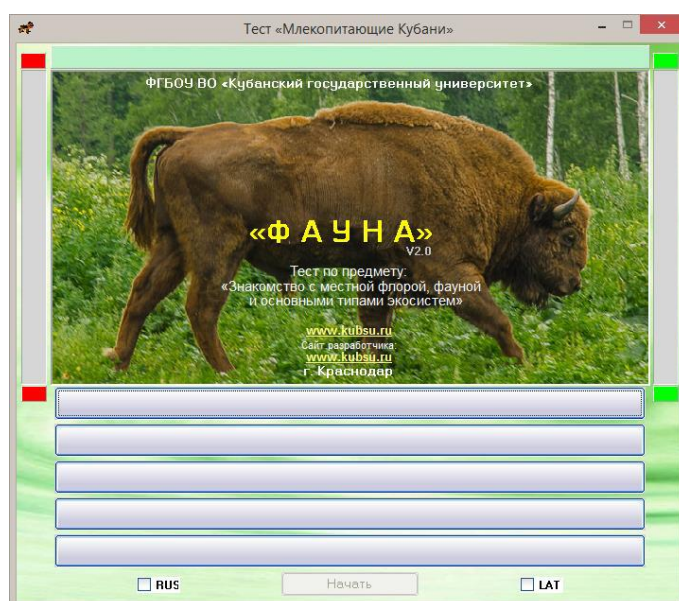 Тест «Млекопитающие Кубани»
ФГБОУ ВО «Кубанский государственный университет»
«Ф А У Н А»
V2.0
Тест по предмету:
«Знакомство с местной флорой, фауной
и основными типами экосистем»
www.kubsu.ru
Сайт разработчика:
www.kubsu.ru
г. Краснодар
RUS
Начать
LAT